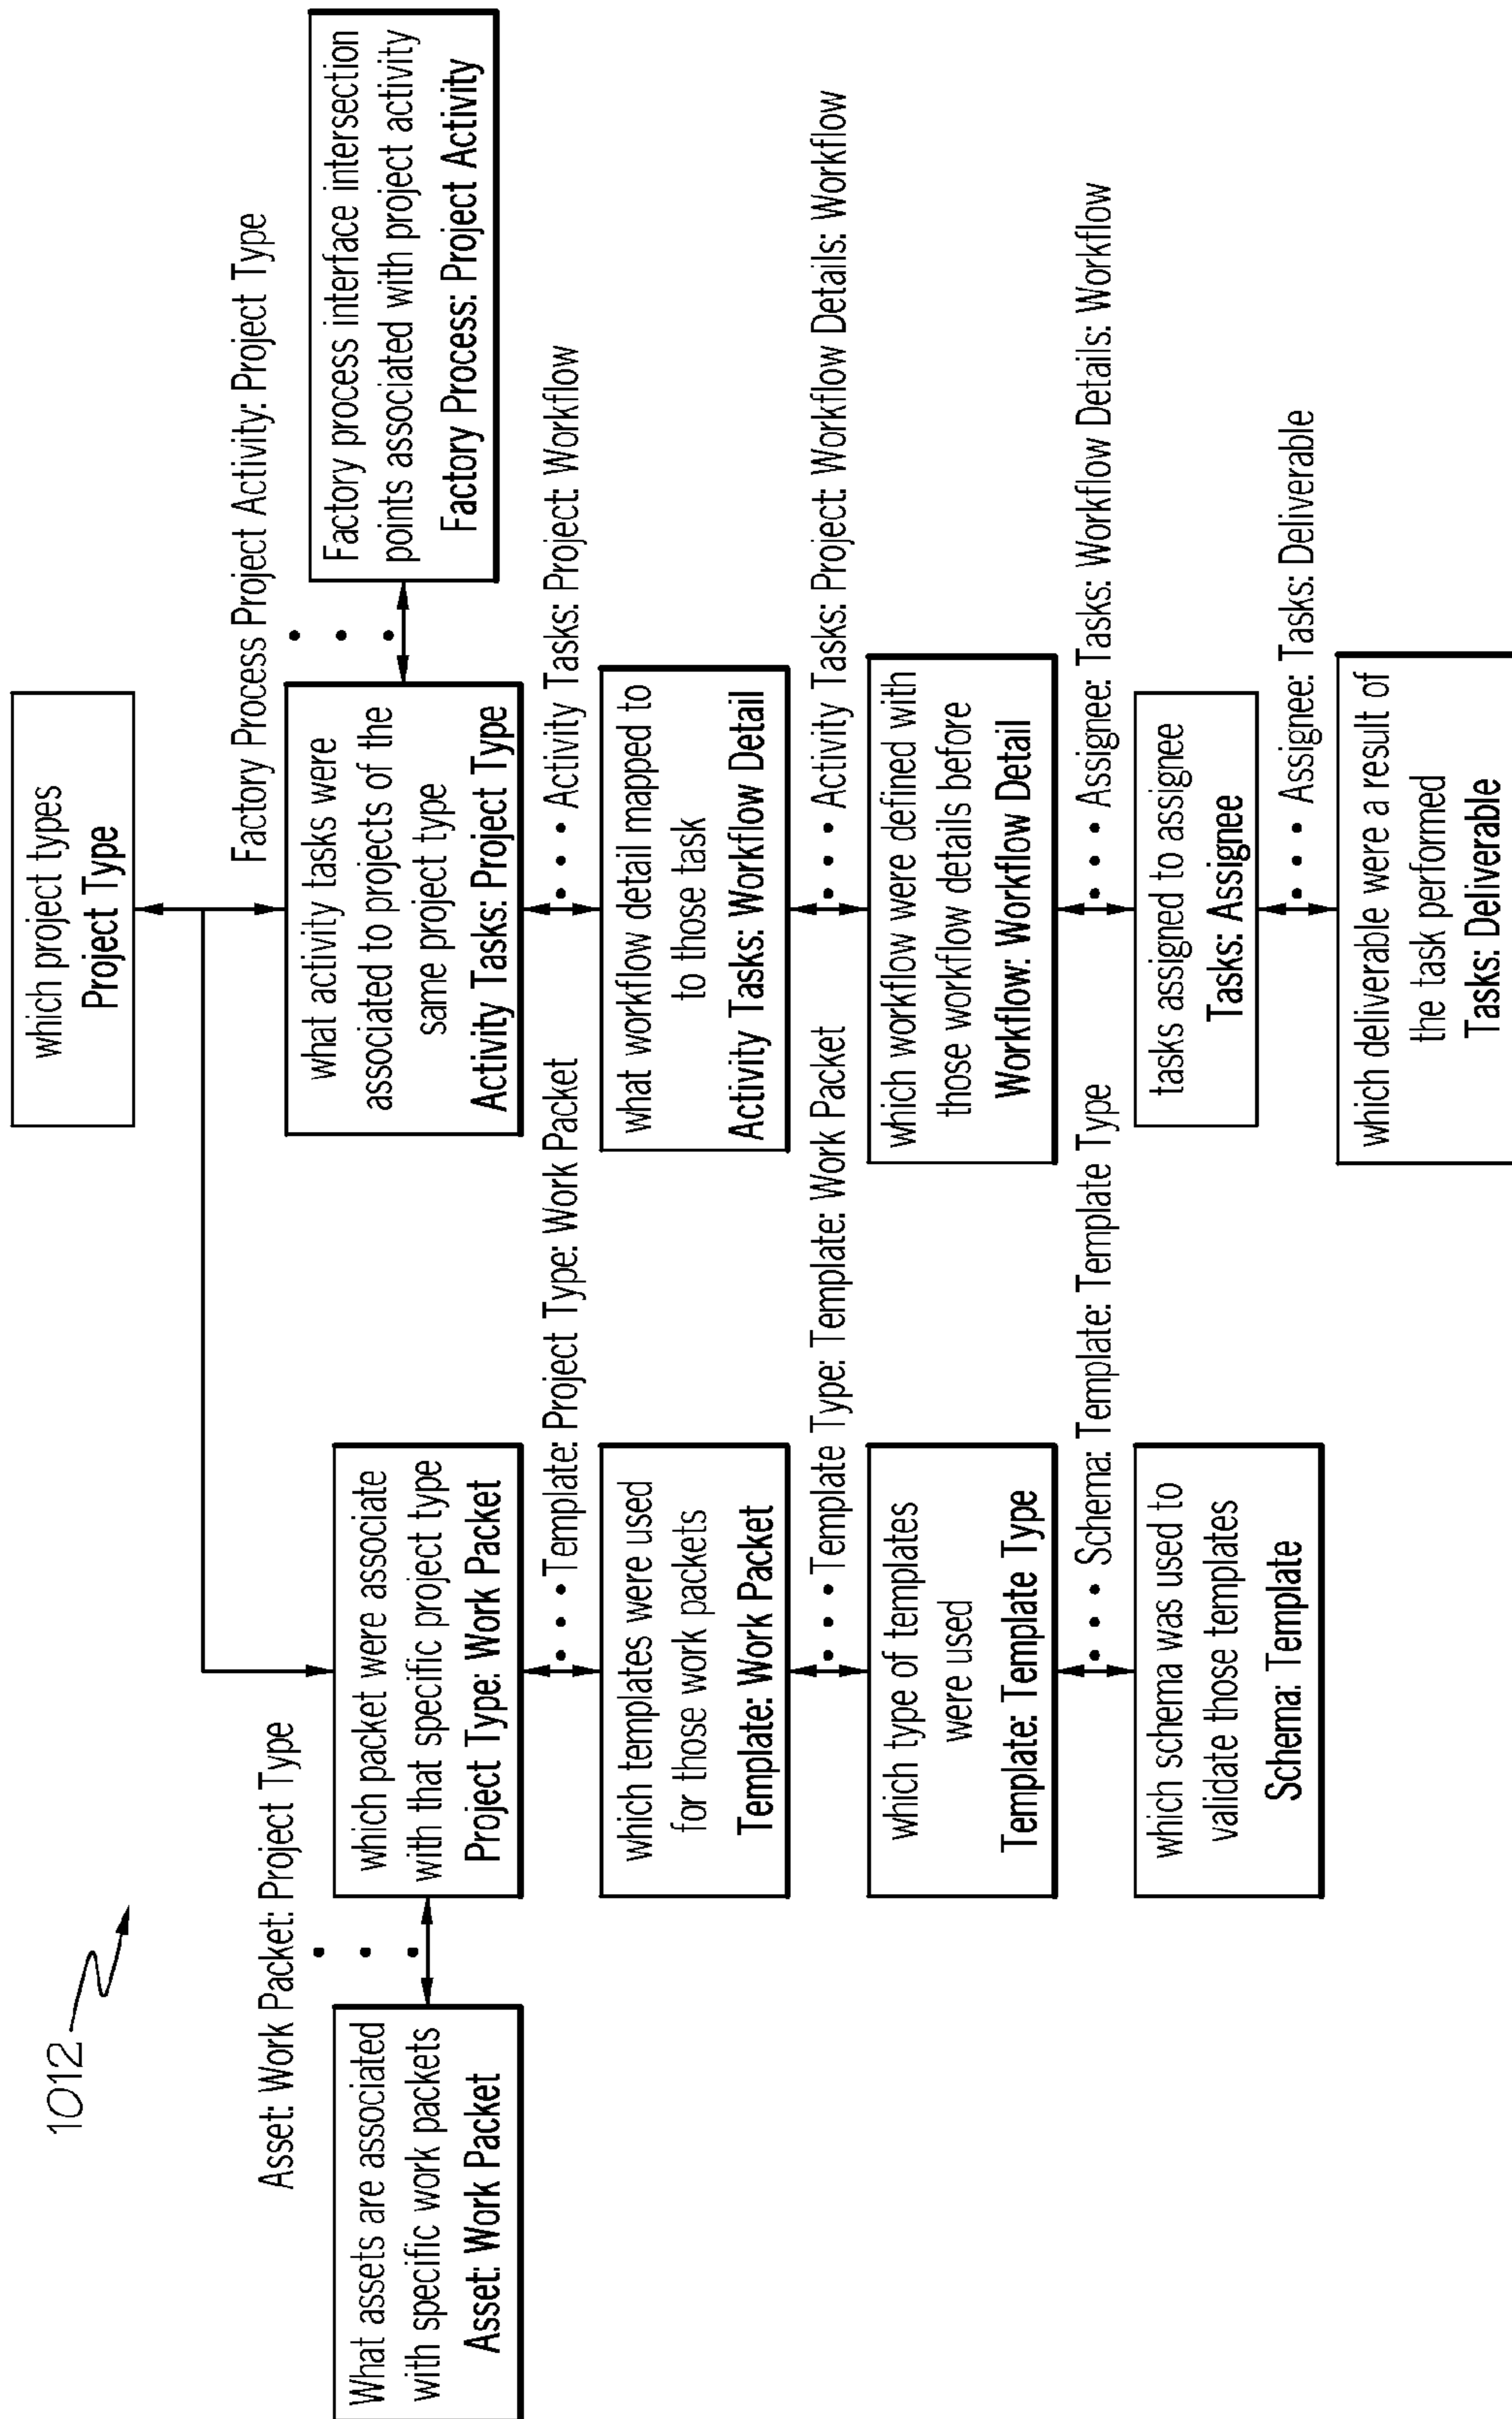 1012
which project types
Project Type
Asset: Work Packet: Project Type
Factory Process Project Activity: Project Type
What assets are associated
with specific work packets
Asset: Work Packet
which packet were associate
with that specific project type
Project Type: Work Packet
what activity tasks were
associated to projects of the
same project type
Activity Tasks: Project Type
Factory process interface intersection
points associated with project activity
Factory Process: Project Activity
Template: Project Type: Work Packet
Activity Tasks: Project: Workflow
which templates were used
for those work packets
Template: Work Packet
what workflow detail mapped to
to those task
Activity Tasks: Workflow Detail
Template Type: Template: Work Packet
Activity Tasks: Project: Workflow Details: Workflow
which type of templates
were used
Template: Template Type
which workflow were defined with
those workflow details before
Workflow: Workflow Detail
Schema: Template: Template Type
Assignee: Tasks: Workflow Details: Workflow
which schema was used to
validate those templates
Schema: Template
tasks assigned to assignee
Tasks: Assignee
Assignee: Tasks: Deliverable
which deliverable were a result of
the task performed
Tasks: Deliverable